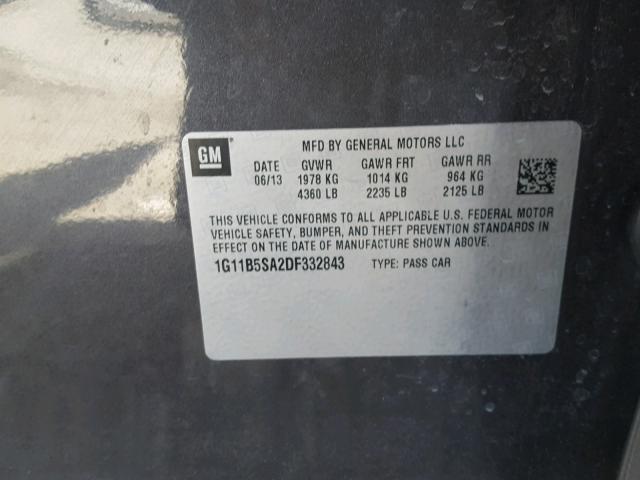 GM
MFD BY GENERAL MOTORS LLC
DATE GVWR GAWR FRT GAWR RR
06/13 1978 KG 1014 KG 964 KG
4360 LB 2235 LB 2125 LB
THIS VEHICLE CONFORMS TO ALL APPLICABLE U.S. FEDERAL MOTOR
VEHICLE SAFETY, BUMPER, AND THEFT PREVENTION STANDARDS IN
EFFECT ON THE DATE OF MANUFACTURE SHOWN ABOVE.
1G11B5SA2DF332843 TYPE: PASS CAR